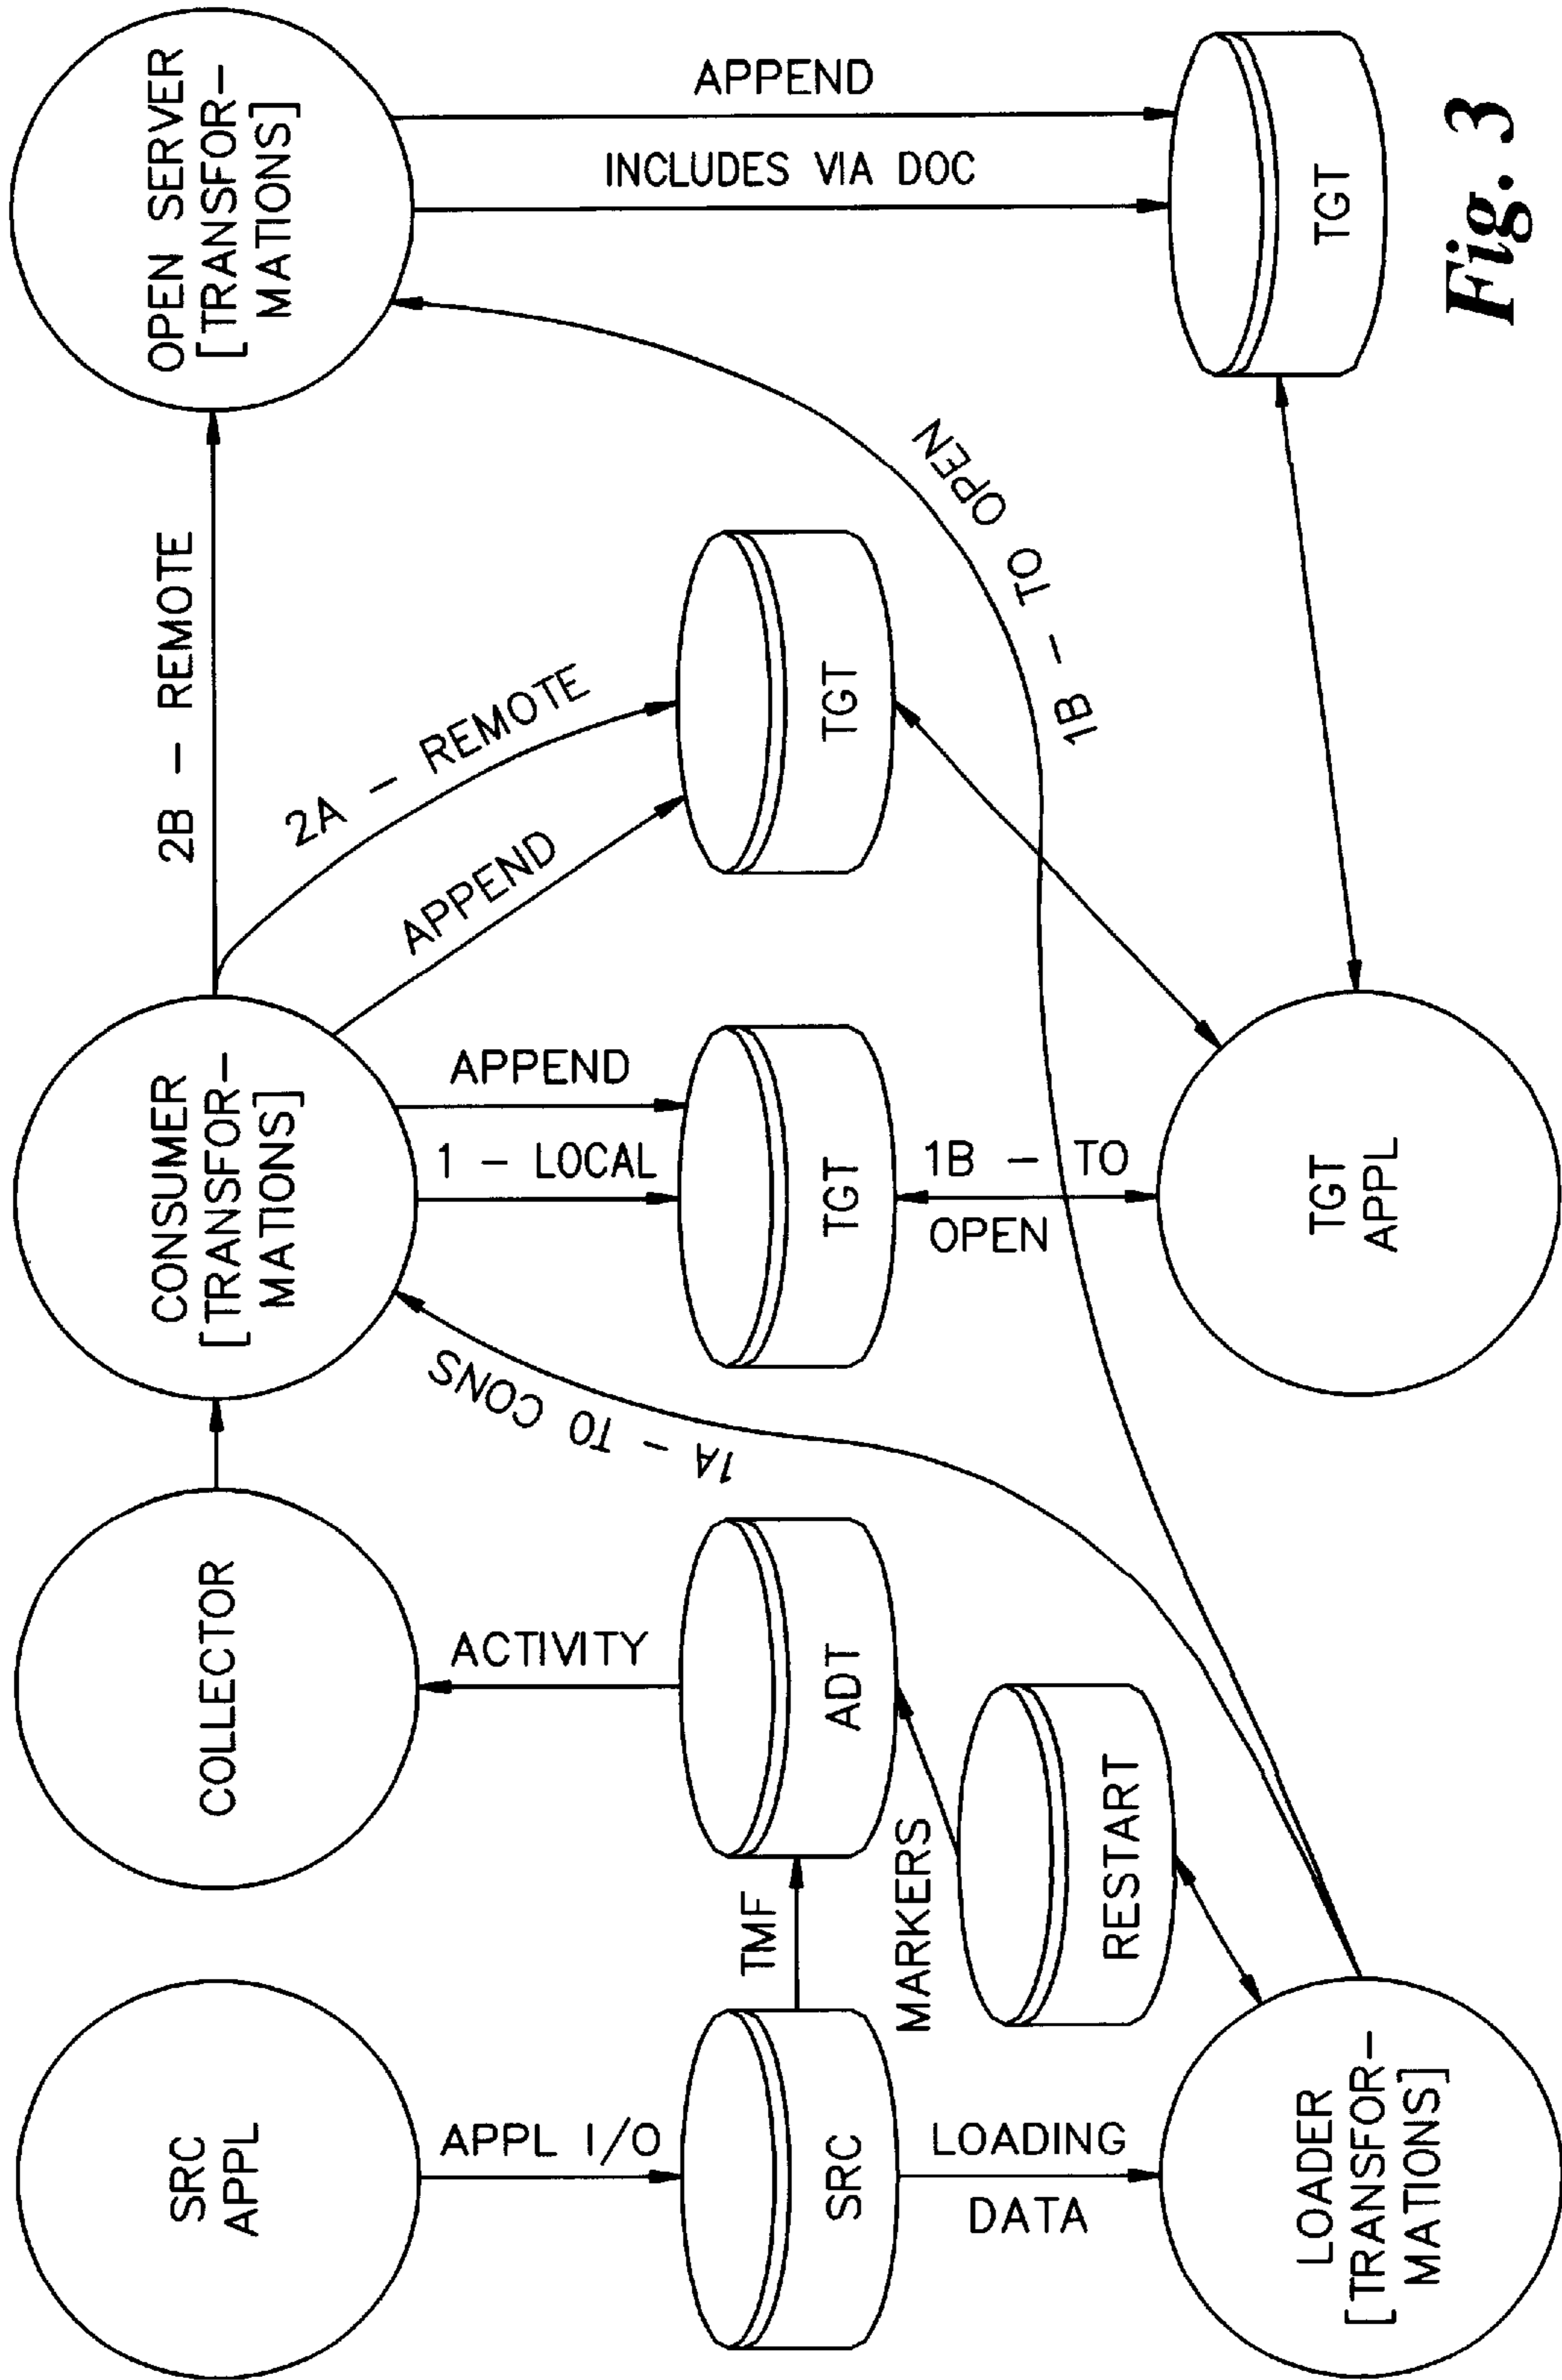 SRC
APPL
COLLECTOR
CONSUMER
[TRANSFOR-
MATIONS]
2B - REMOTE
OPEN SERVER
[TRANSFOR-
MATIONS]
APPL I/O
ACTIVITY
1A - TO CONS
1 - LOCAL
APPEND
APPEND
2A - REMOTE
INCLUDES VIA DOC
APPEND
SRC
TMF
ADT
TGT
TGT
1B - TO OPEN
TGT
LOADING
DATA
MARKERS
RESTART
1B - TO
OPEN
LOADER
[TRANSFOR-
MATIONS]
TGT
APPL
Fig. 3